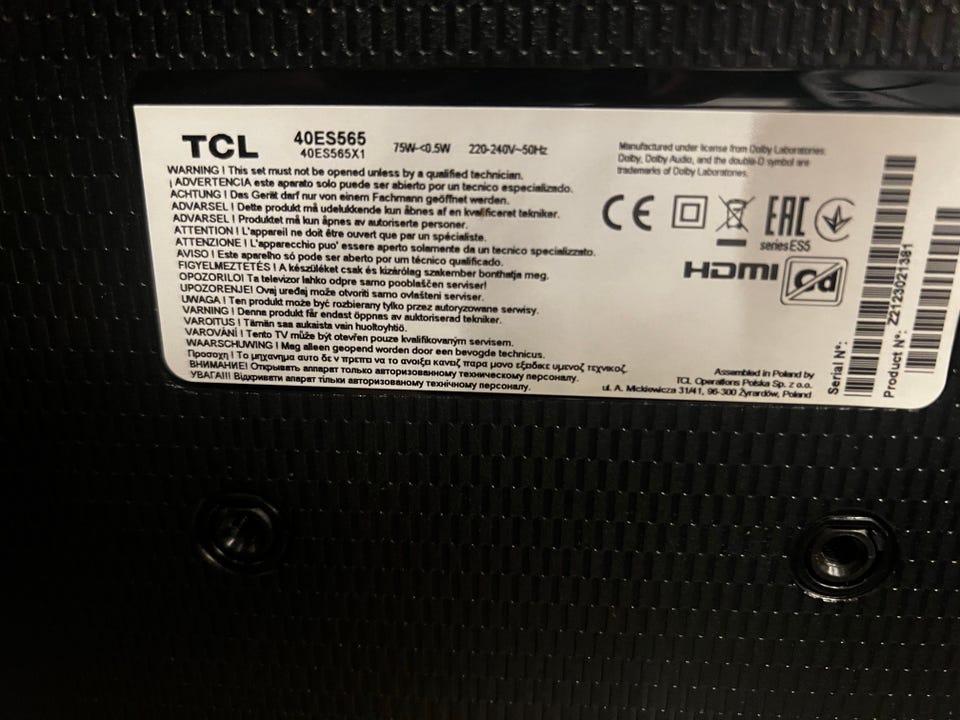 TCL
40ES565
40ES565X1
75W-<0.5W
220-240V~50Hz
Manufactured under license from Dolby Laboratories.
Dolby, Dolby Audio, and the double-D symbol are
trademarks of Dolby Laboratories.
WARNING ! This set must not be opened unless by a qualified technician.
¡ ADVERTENCIA este aparato solo puede ser abierto por un tecnico especializado.
ACHTUNG ! Das Gerät darf nur von einem Fachmann geöffnet werden.
ADVARSEL ! Dette produkt må udelukkende kun åbnes af en kvalificeret tekniker.
ADVARSEL ! Produktet må kun åpnes av autoriserte personer.
ATTENTION ! L'appareil ne doit être ouvert que par un spécialiste.
ATTENZIONE ! L'apparecchio puo' essere aperto solamente da un tecnico specializzato.
AVISO ! Este aparelho só pode ser aberto por um técnico qualificado.
FIGYELMEZTETÉS ! A készüléket csak és kizárólag szakember bonthatja meg.
OPOZORILO! Ta televizor lahko odpre samo pooblaščen serviser!
UPOZORENJE! Ovaj uređaj može otvoriti samo ovlašteni serviser.
UWAGA ! Ten produkt może być rozbierany tylko przez autoryzowane serwisy.
VARNING ! Denna produkt får endast öppnas av auktoriserad tekniker.
VAROITUS ! Tämän saa aukaista vain huoltoyhtiö.
VAROVÁNI ! Tento TV může být otevřen pouze kvalifikovaným servisem.
WAARSCHUWING ! Mag alleen geopend worden door een bevogde technicus.
Προσοχη ! Το μηχανημα αυτο δεν πρεπει να το ανοιξει κανεις παρα μονο εξειδικευμενος τεχνικος.
ВНИМАНИЕ! Открывать аппарат только авторизованному техническому персоналу.
УВАГА!!! Відкривати апарат тільки авторизованому технічному персоналу.
CE
EAC
series ES5
HDMI
Cd
Assembled in Poland by
TCL Operations Polska Sp. z o.o.
ul. A. Mickiewicza 31/41, 96-300 Żyrardów, Poland
Serial Nº:
Product Nº: Z2123021381